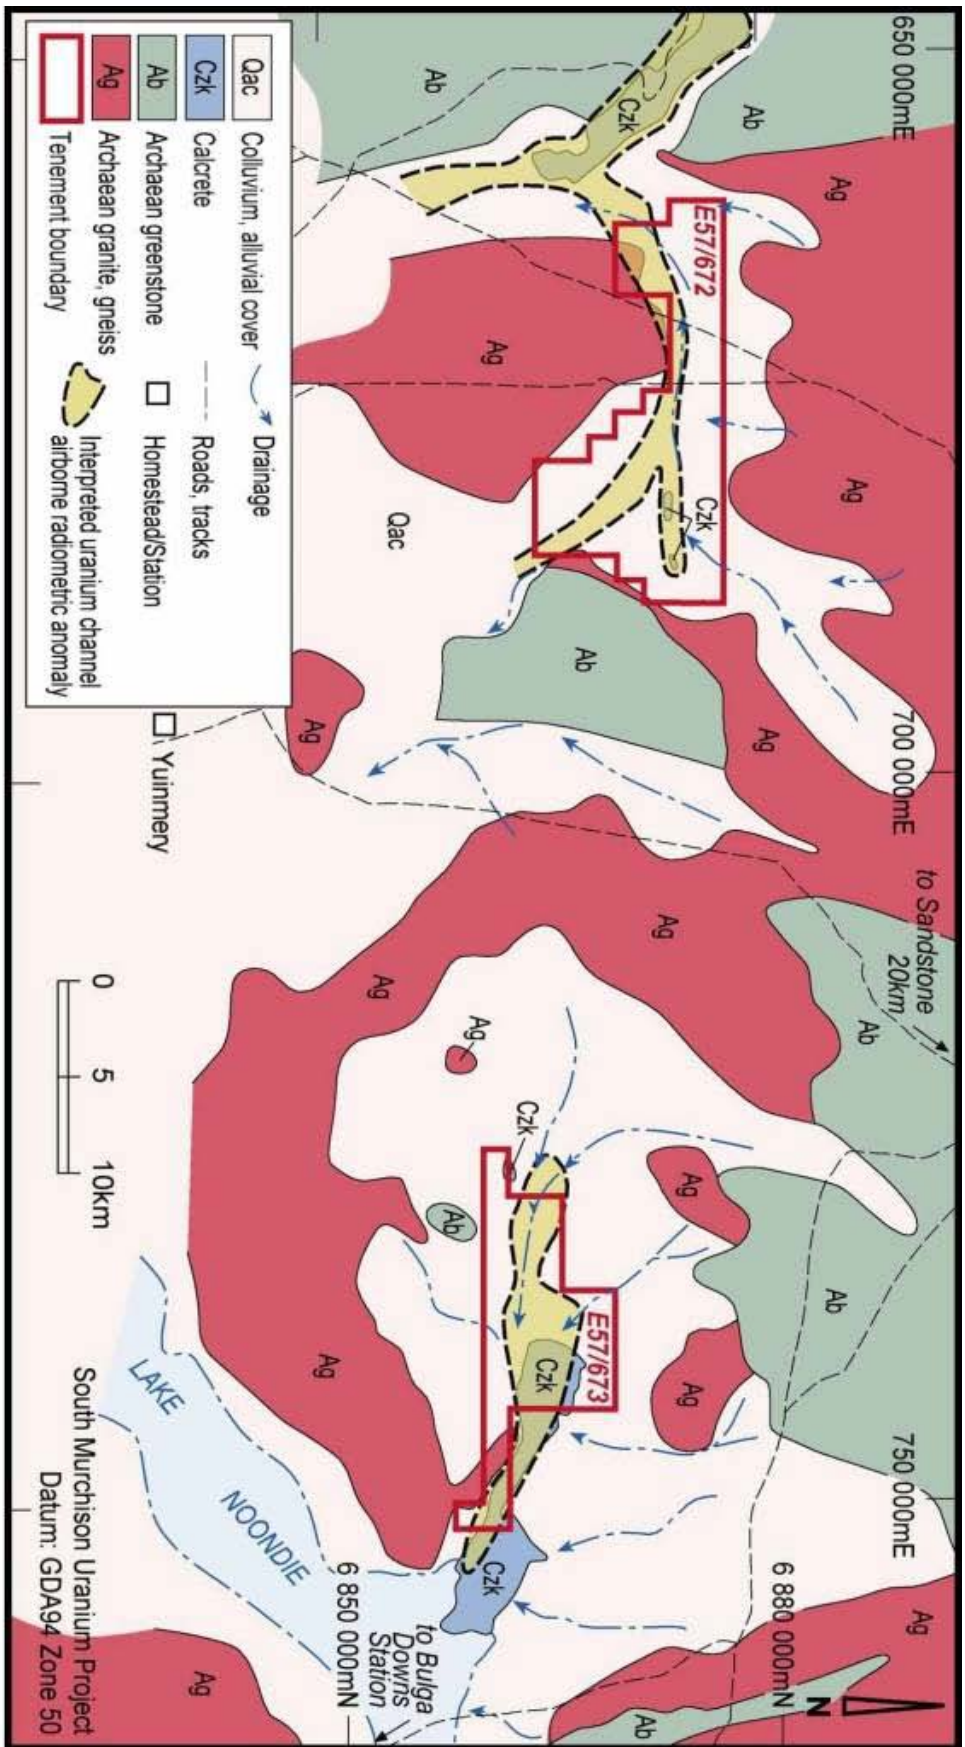 650 000mE
700 000mE
750 000mE
to Sandstone
20km
6 880 000mN
N
Ab
Ag
Ag
Ag
Ab
Ab
Ag
Ab
Czk
E57/672
Czk
Ag
Ab
Ag
Ag
Ag
Ab
E57/673
Czk
Czk
Ag
Ab
Czk
Qac
Ag
Ag
Ag
Ag
6 850 000mN
to Bulga
Downs
Station
LAKE
NOONDIE
Yuinmery
Qac Colluvium, alluvial cover
Czk Calcrete
Ab Archaean greenstone
Ag Archaean granite, gneiss
Tenement boundary
Drainage
Roads, tracks
Homestead/Station
Interpreted uranium channel
airborne radiometric anomaly
0 5 10km
South Murchison Uranium Project
Datum: GDA94 Zone 50